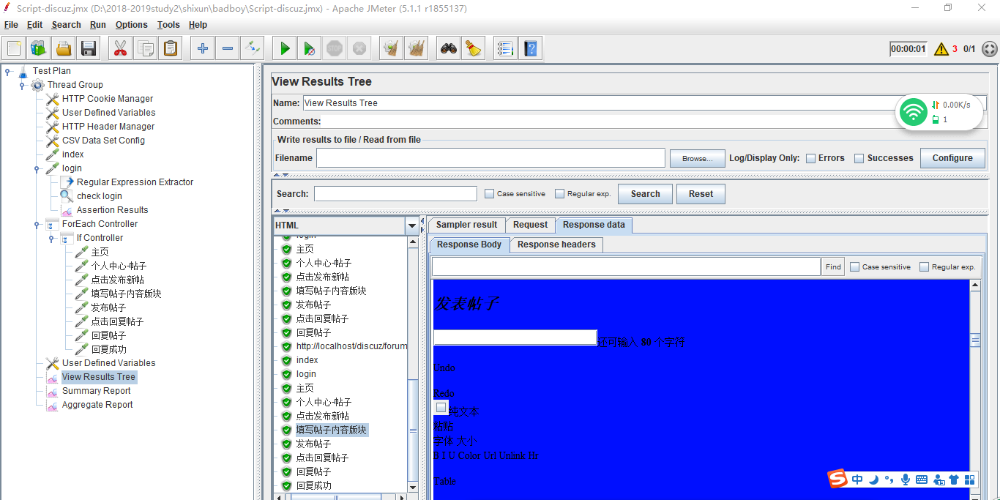 Script-discuz.jmx (D:\2018-2019study2\shixun\badboy\Script-discuz.jmx) - Apache JMeter (5.1.1 r1855137)
File Edit Search Run Options Tools Help
00:00:01 3 0/1
Test Plan
Thread Group
HTTP Cookie Manager
User Defined Variables
HTTP Header Manager
CSV Data Set Config
index
login
Regular Expression Extractor
check login
Assertion Results
ForEach Controller
If Controller
主页
个人中心-帖子
点击发布新帖
填写帖子内容版块
发布帖子
点击回复帖子
回复帖子
回复成功
User Defined Variables
View Results Tree
Summary Report
Aggregate Report
View Results Tree
Name: View Results Tree
Comments:
0.00K/s
1
Write results to file / Read from file
Filename Browse... Log/Display Only: Errors Successes Configure
Search: Case sensitive Regular exp. Search Reset
HTML
login
主页
个人中心-帖子
点击发布新帖
填写帖子内容版块
发布帖子
点击回复帖子
回复帖子
http://localhost/discuz/forum
index
login
主页
个人中心-帖子
点击发布新帖
填写帖子内容版块
发布帖子
点击回复帖子
回复帖子
回复成功
Sampler result Request Response data
Response Body Response headers
Find Case sensitive Regular exp.
发表帖子
还可输入 80 个字符
Undo
Redo
纯文本
粘贴
字体 大小
B I U Color Url Unlink Hr
Table
S 中